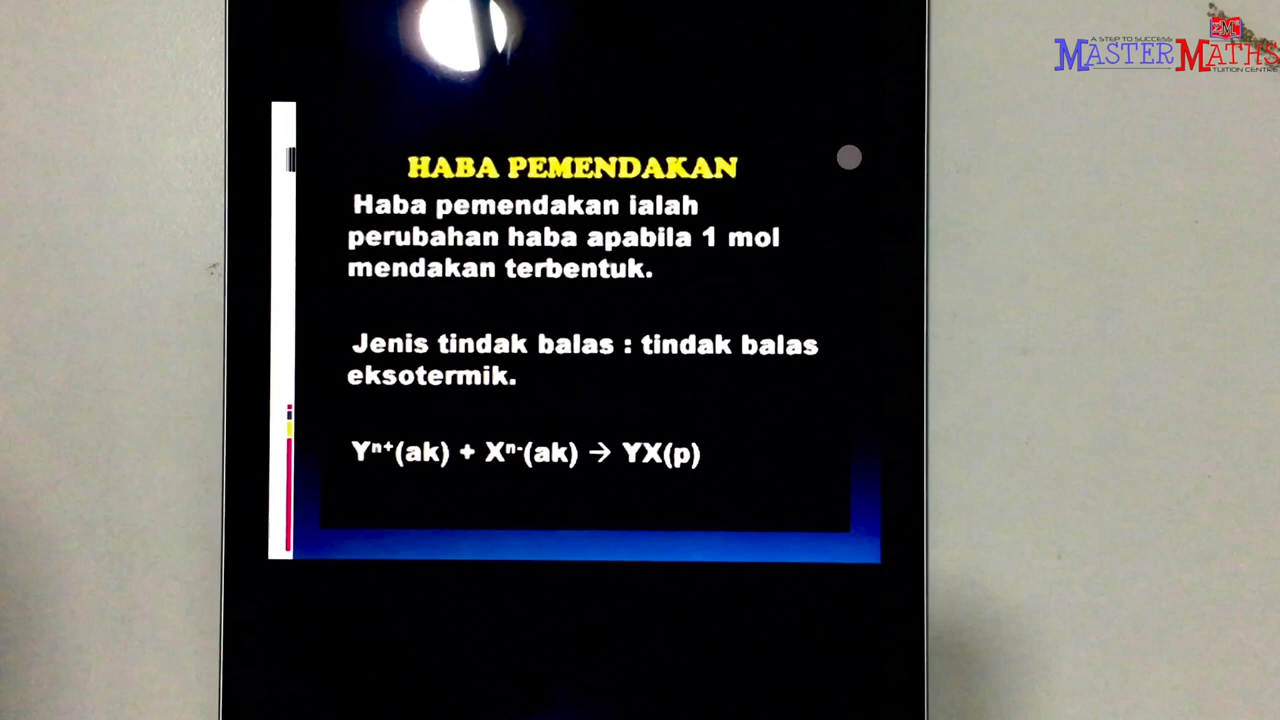 A STEP TO SUCCESS
MASTER MATHS
TUITION CENTRE
HABA PEMENDAKAN
Haba pemendakan ialah
perubahan haba apabila 1 mol
mendakan terbentuk.
Jenis tindak balas : tindak balas
eksotermik.
Yⁿ⁺(ak) + Xⁿ⁻(ak) → YX(p)